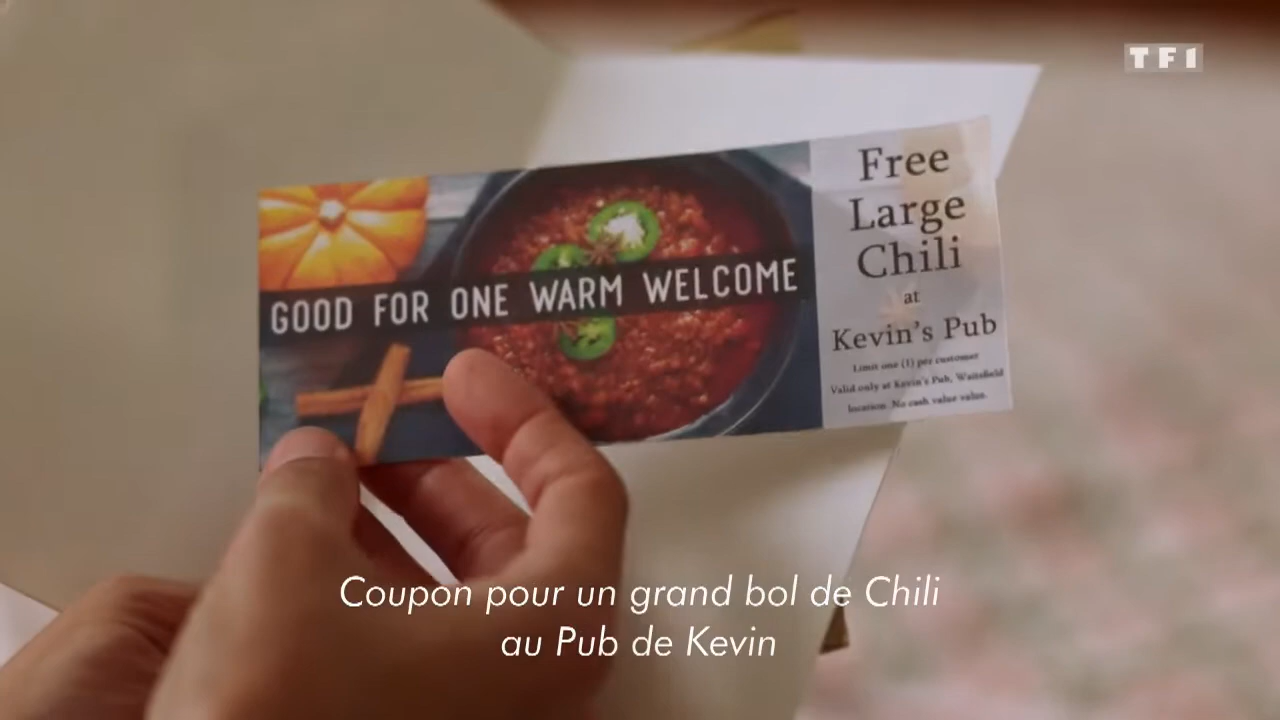 TF1
GOOD FOR ONE WARM WELCOME
Free
Large
Chili
at
Kevin's Pub
Limit one (1) per customer
Valid only at Kevin's Pub, Waitsfield
location. No cash value value.
Coupon pour un grand bol de Chili
au Pub de Kevin